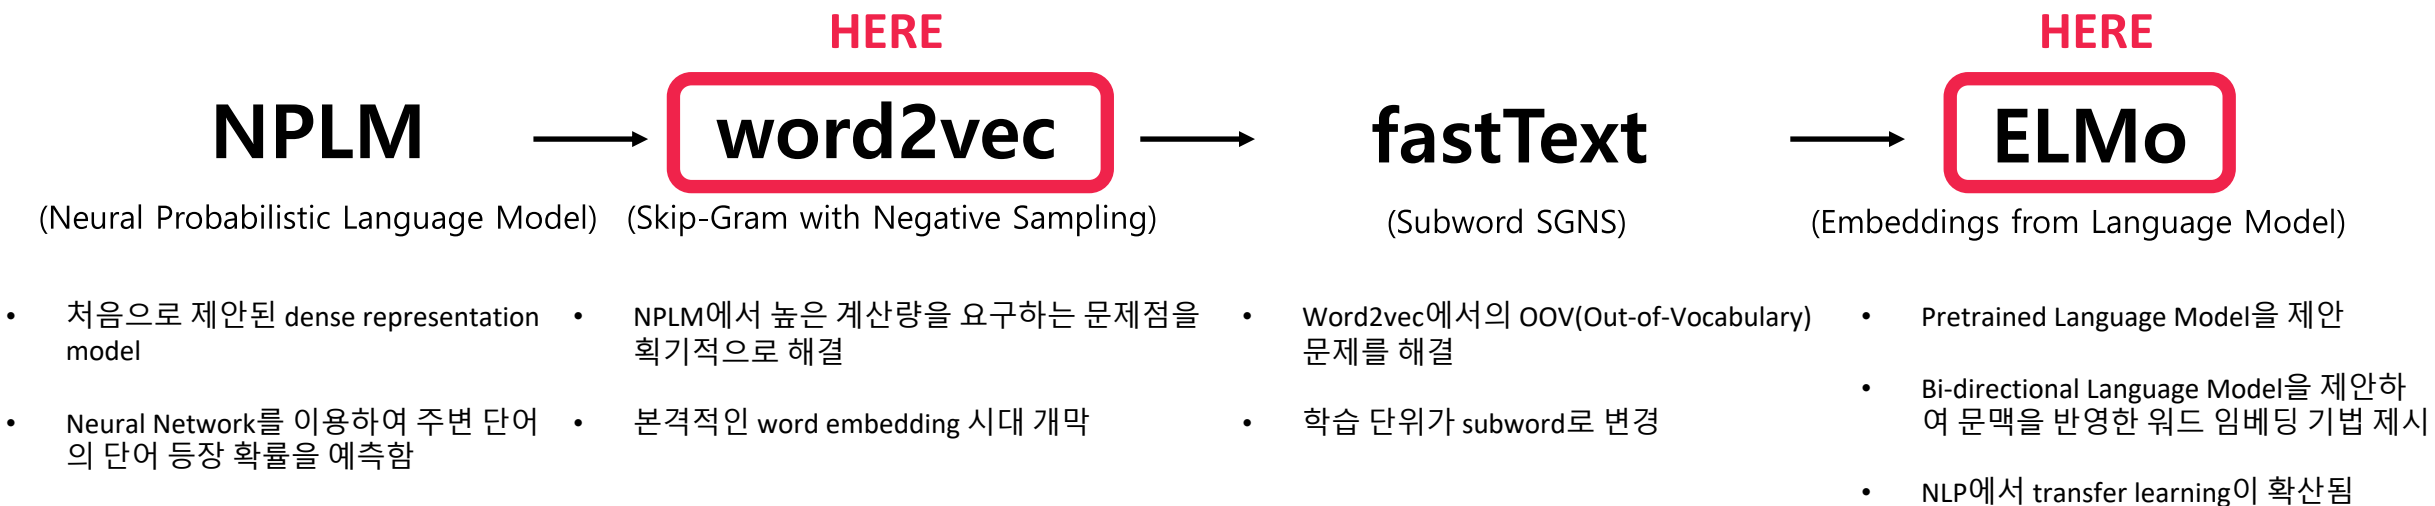 HERE
HERE
NPLM
word2vec
fastText
ELMo
(Neural Probabilistic Language Model)
(Skip-Gram with Negative Sampling)
(Subword SGNS)
(Embeddings from Language Model)
• 처음으로 제안된 dense representation
model
• Neural Network를 이용하여 주변 단어
의 단어 등장 확률을 예측함
• NPLM에서 높은 계산량을 요구하는 문제점을
획기적으로 해결
• 본격적인 word embedding 시대 개막
• Word2vec에서의 OOV(Out-of-Vocabulary)
문제를 해결
• 학습 단위가 subword로 변경
• Pretrained Language Model을 제안
• Bi-directional Language Model을 제안하
여 문맥을 반영한 워드 임베딩 기법 제시
• NLP에서 transfer learning이 확산됨